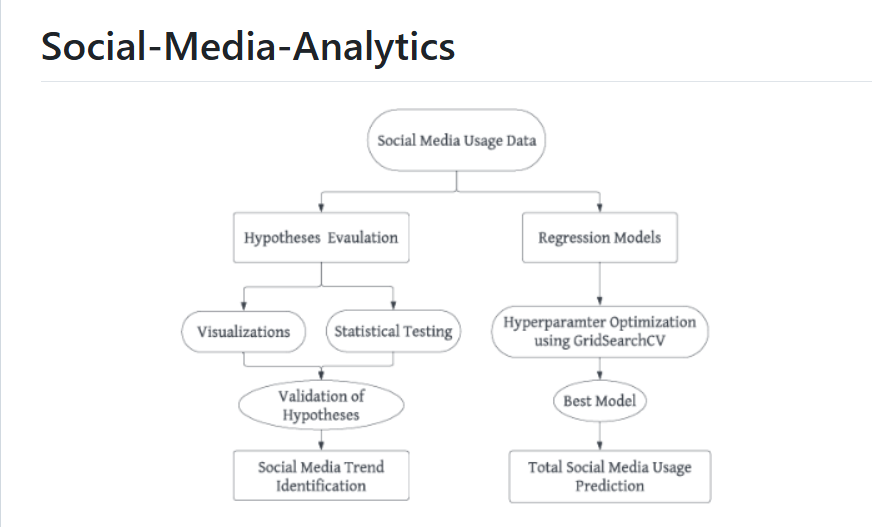 Social-Media-Analytics
Social Media Usage Data
Hypotheses Evaulation
Regression Models
Visualizations
Statistical Testing
Hyperparamter Optimization
using GridSearchCV
Validation of
Hypotheses
Best Model
Social Media Trend
Identification
Total Social Media Usage
Prediction